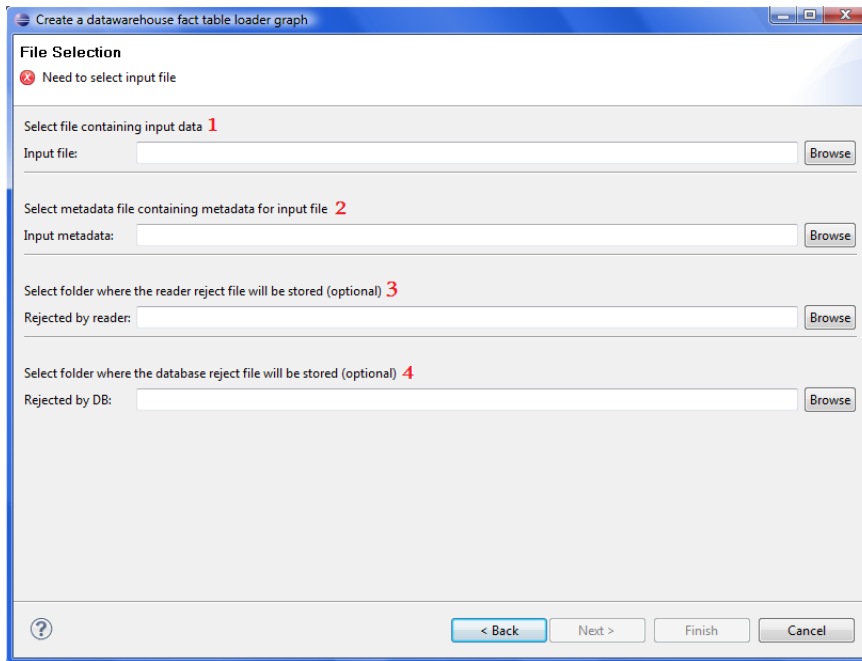 Create a datawarehouse fact table loader graph
File Selection
Need to select input file
Select file containing input data 1
Input file: Browse
Select metadata file containing metadata for input file 2
Input metadata: Browse
Select folder where the reader reject file will be stored (optional) 3
Rejected by reader: Browse
Select folder where the database reject file will be stored (optional) 4
Rejected by DB: Browse
? < Back Next > Finish Cancel